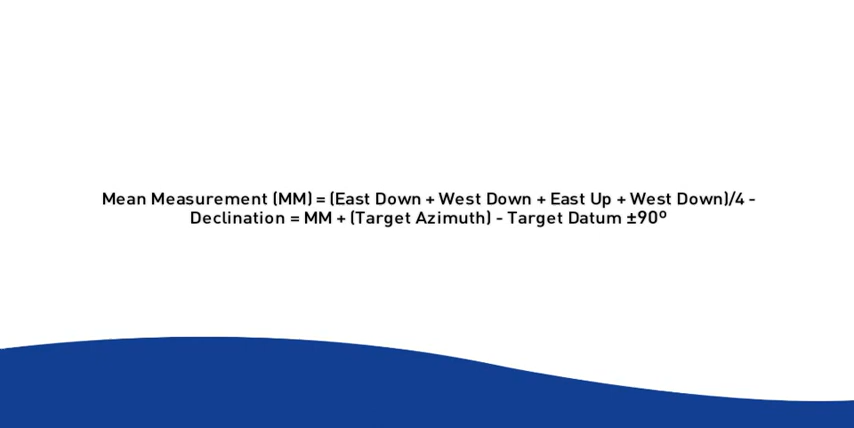 Mean Measurement (MM) = (East Down + West Down + East Up + West Down)/4 -
Declination = MM + (Target Azimuth) - Target Datum ±90º